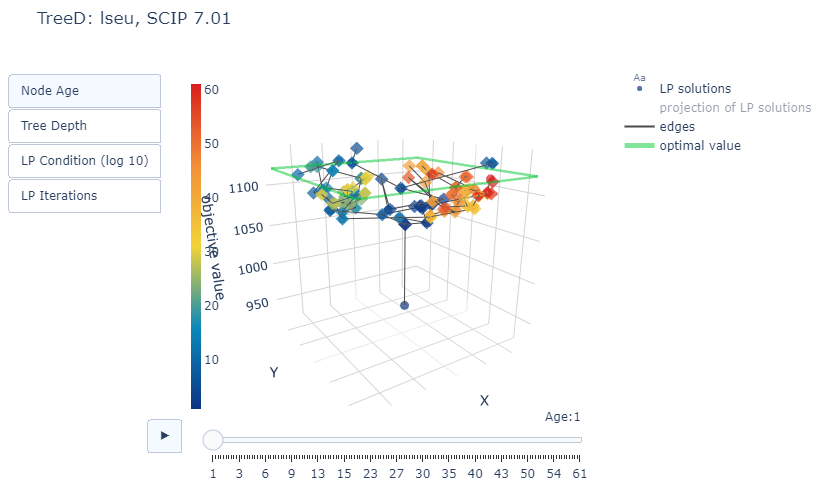 TreeD: lseu, SCIP 7.01
Node Age
Tree Depth
LP Condition (log 10)
LP Iterations
60
50
40
30
20
10
objective value
1100
1050
1000
950
Y
X
Aa
LP solutions
projection of LP solutions
edges
optimal value
Age:1
▶
1 3 6 9 13 15 23 27 30 35 40 43 50 54 61